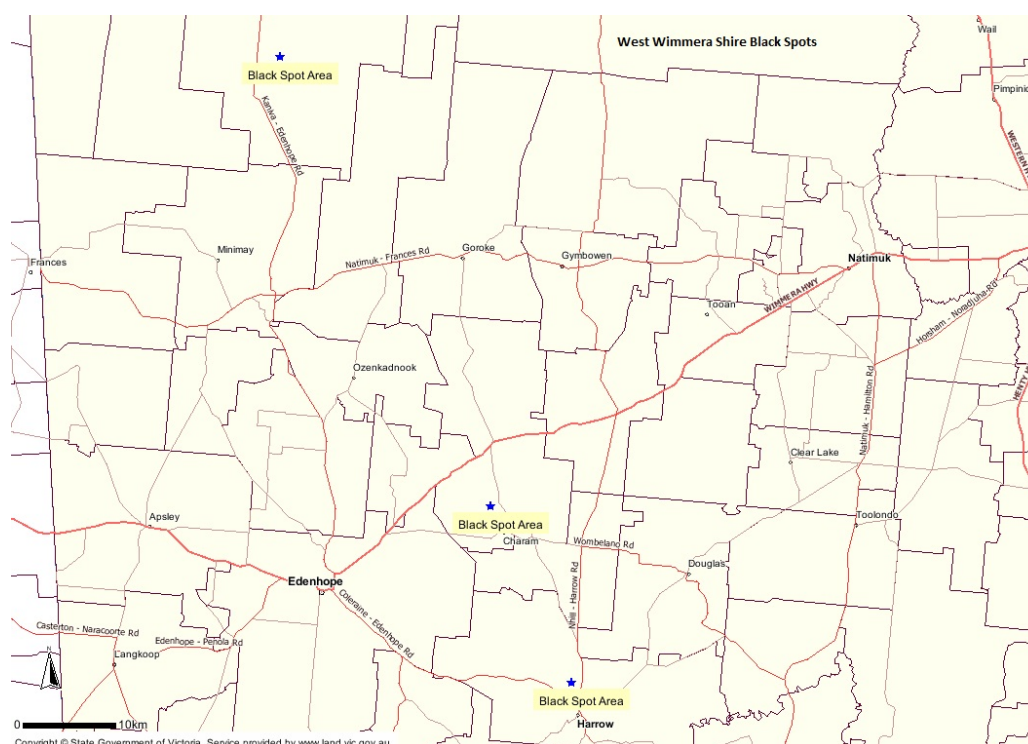 West Wimmera Shire Black Spots
Wail
Black Spot Area
Pimpinio
Kaniva - Edenhope Rd
WESTERN H
Minimay
Natimuk - Frances Rd
Goroke
Gymbowen
Natimuk
Frances
WIMMERA HWY
Tooan
Horsham - Noradjuha Rd
Ozenkadnook
Natimuk - Hamilton Rd
HENTY H
Clear Lake
Apsley
Black Spot Area
Charam
Wombelano Rd
Toolondo
Douglas
Edenhope
Coleraine - Edenhope Rd
Nhill - Harrow Rd
Casterton - Naracoorte Rd
Edenhope - Penola Rd
Langkoop
N
Black Spot Area
0 10km
Harrow
Copyright © State Government of Victoria. Service provided by www.land.vic.gov.au